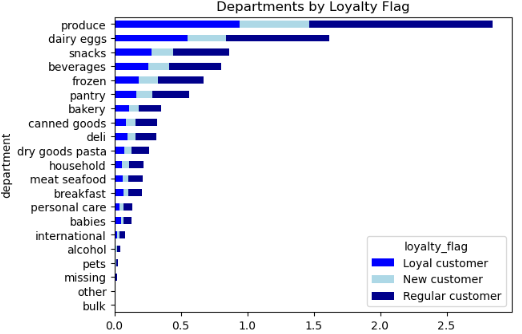 Departments by Loyalty Flag
department
produce
dairy eggs
snacks
beverages
frozen
pantry
bakery
canned goods
deli
dry goods pasta
household
meat seafood
breakfast
personal care
babies
international
alcohol
pets
missing
other
bulk
loyalty_flag
Loyal customer
New customer
Regular customer
0.0 0.5 1.0 1.5 2.0 2.5